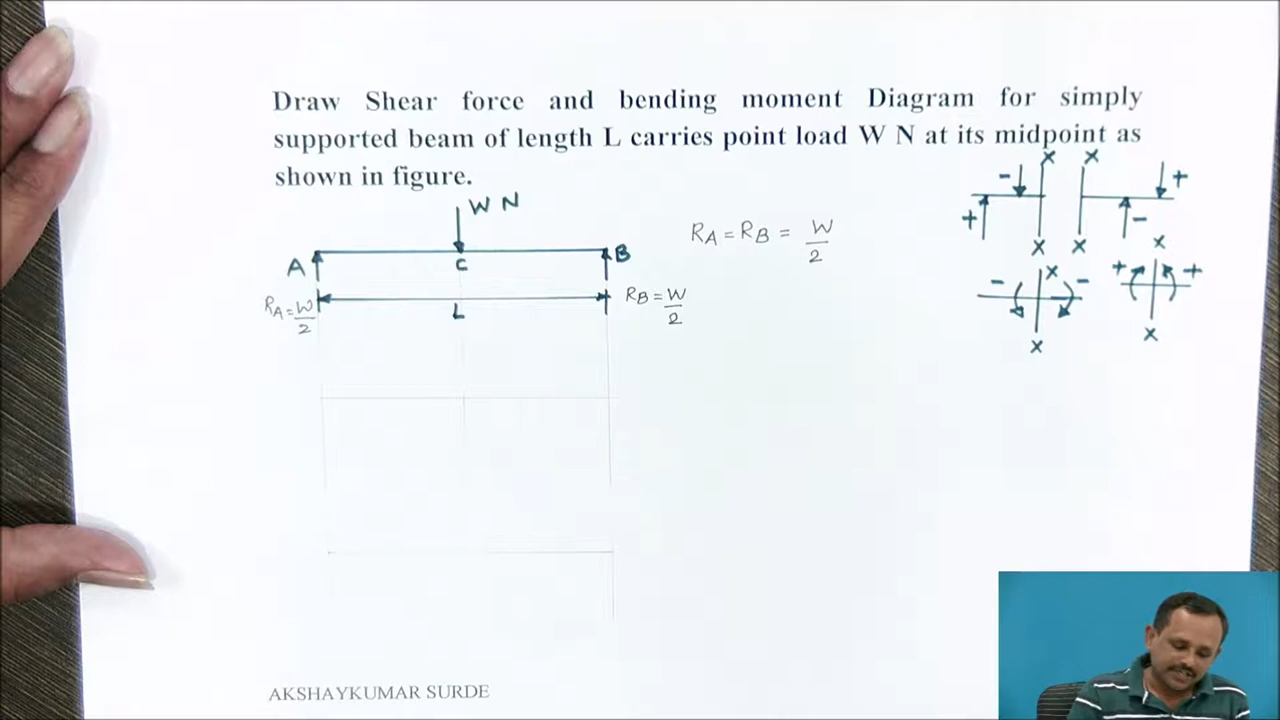 Draw Shear force and bending moment Diagram for simply
supported beam of length L carries point load W N at its midpoint as
shown in figure.
W N
A
C
B
RA = W/2
L
RB = W/2
RA = RB = W/2
- x
+ x
x +
x -
- x -
x
+ x +
x
AKSHAYKUMAR SURDE